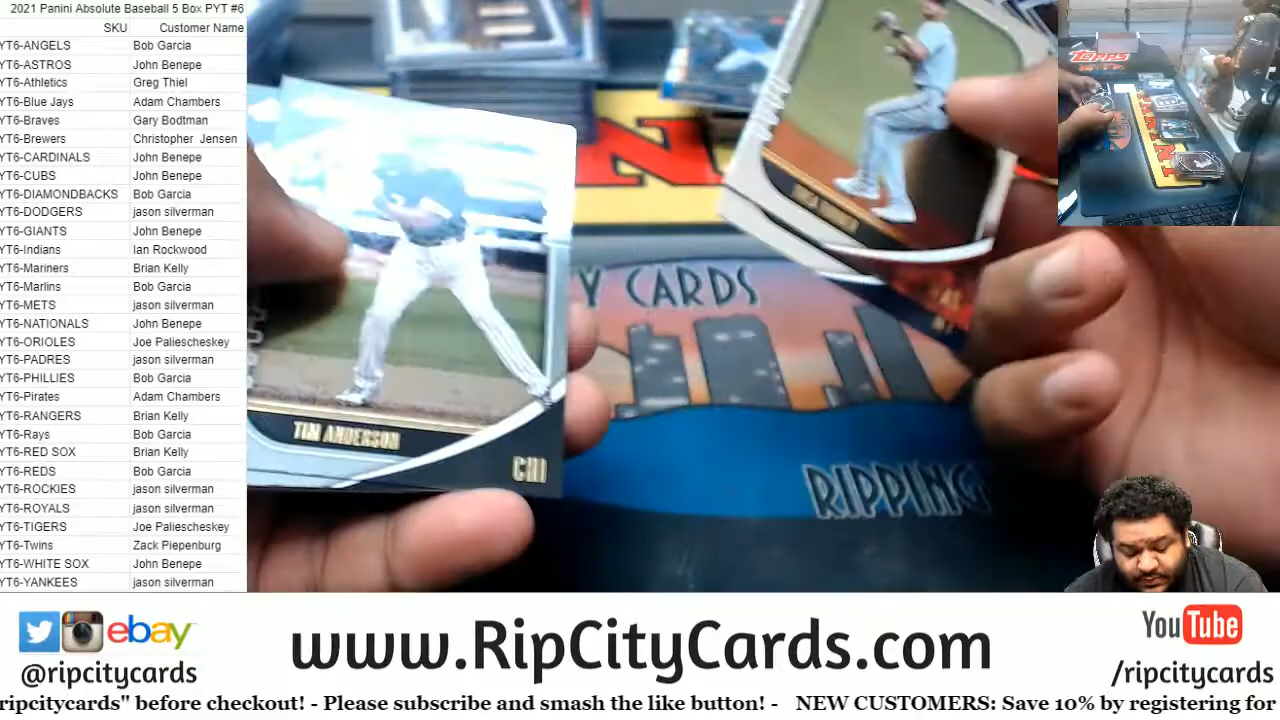 2021 Panini Absolute Baseball 5 Box PYT #6
SKU Customer Name
YT6-ANGELS Bob Garcia
YT6-ASTROS John Benepe
YT6-Athletics Greg Thiel
YT6-Blue Jays Adam Chambers
YT6-Braves Gary Bodtman
YT6-Brewers Christopher Jensen
YT6-CARDINALS John Benepe
YT6-CUBS John Benepe
YT6-DIAMONDBACKS Bob Garcia
YT6-DODGERS jason silverman
YT6-GIANTS John Benepe
YT6-Indians Ian Rockwood
YT6-Mariners Brian Kelly
YT6-Marlins Bob Garcia
YT6-METS jason silverman
YT6-NATIONALS John Benepe
YT6-ORIOLES Joe Paliescheskey
YT6-PADRES jason silverman
YT6-PHILLIES Bob Garcia
YT6-Pirates Adam Chambers
YT6-RANGERS Brian Kelly
YT6-Rays Bob Garcia
YT6-RED SOX Brian Kelly
YT6-REDS Bob Garcia
YT6-ROCKIES jason silverman
YT6-ROYALS jason silverman
YT6-TIGERS Joe Paliescheskey
YT6-Twins Zack Piepenburg
YT6-WHITE SOX John Benepe
YT6-YANKEES jason silverman
TOPPS
Y CARDS
RIPPING
TIM ANDERSON
CHI
ebay
@ripcitycards
www.RipCityCards.com
YouTube
/ripcitycards
ripcitycards" before checkout! - Please subscribe and smash the like button! - NEW CUSTOMERS: Save 10% by registering for